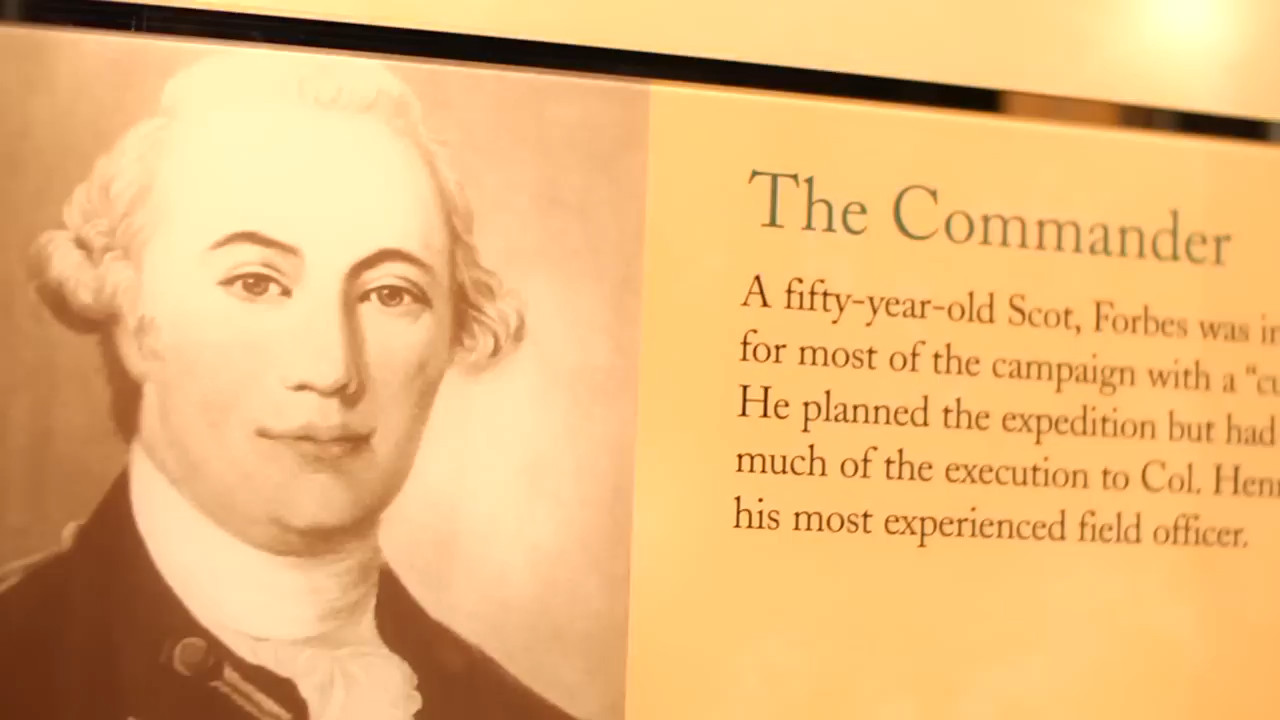 The Commander
A fifty-year-old Scot, Forbes was
for most of the campaign with a
He planned the expedition but had
much of the execution to Col.
his most experienced field officer.